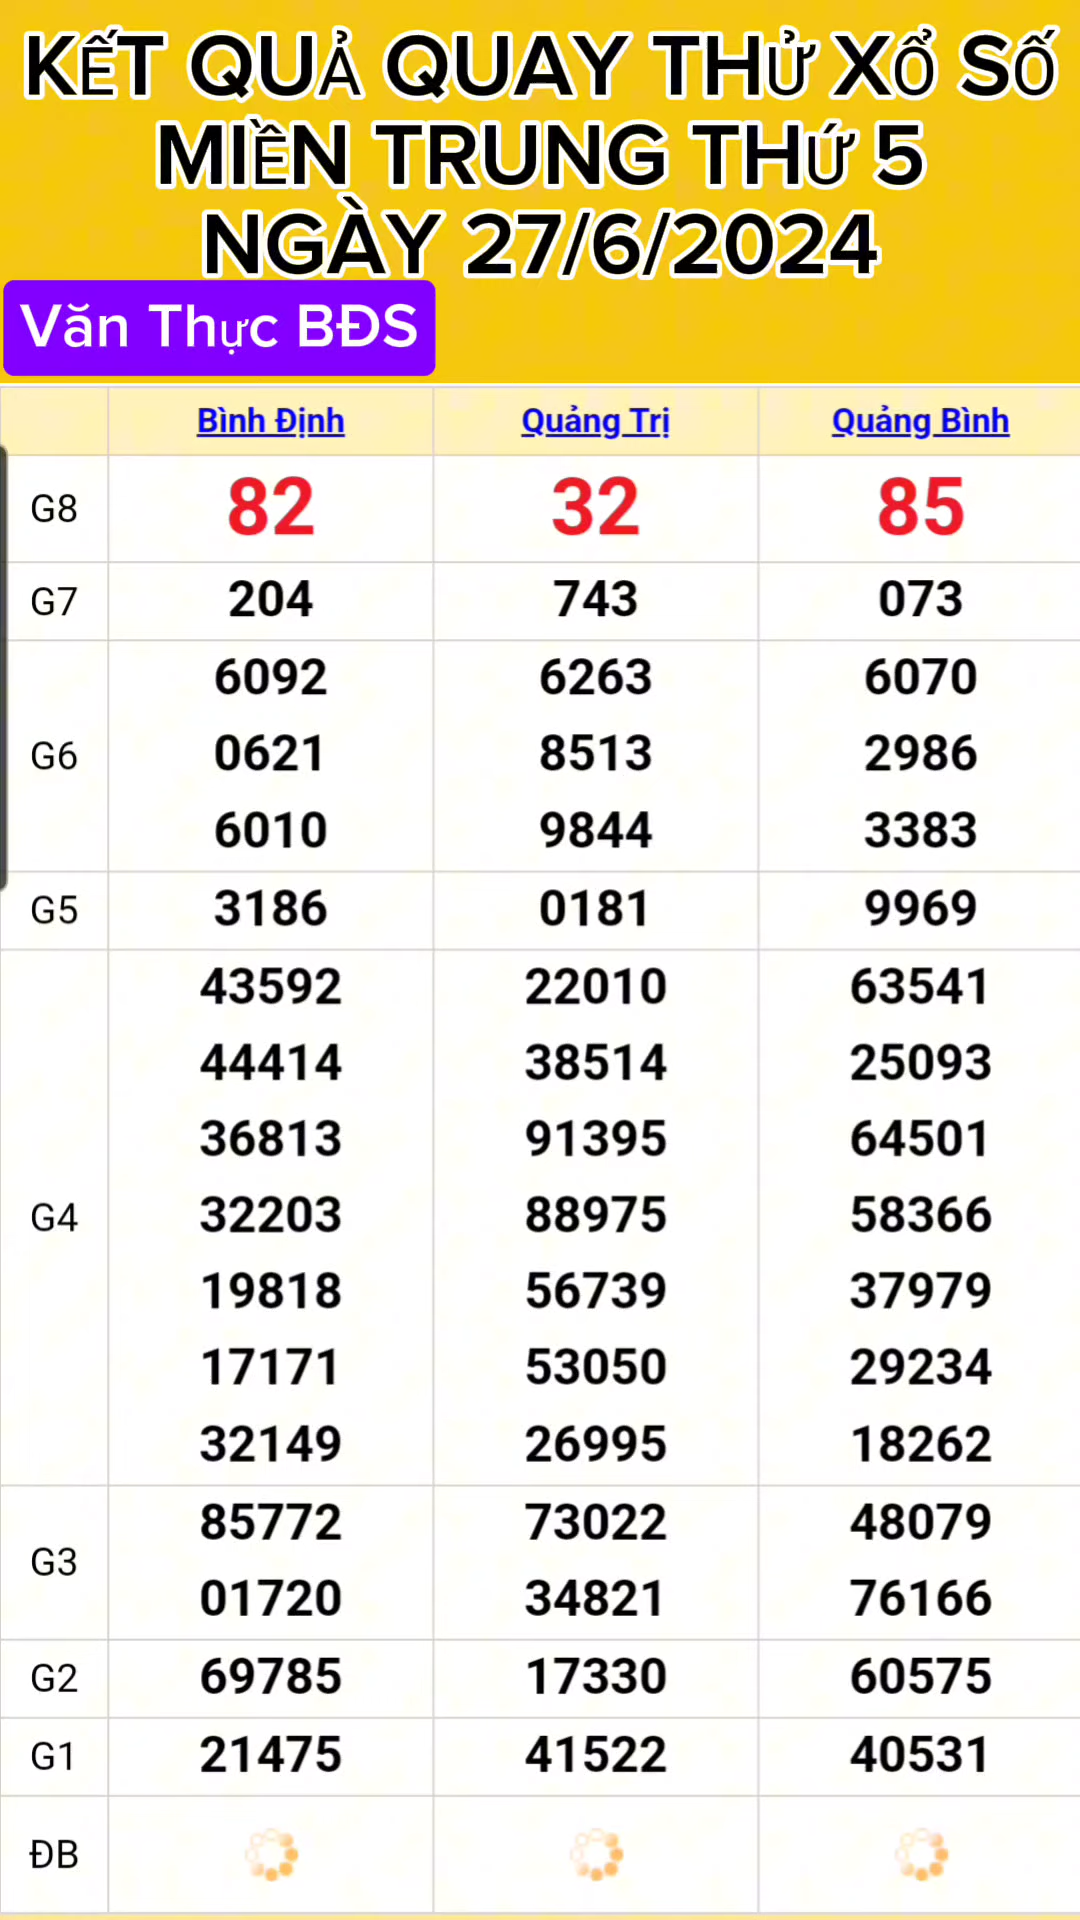 KẾT QUẢ QUAY THỬ XỔ SỐ
MIỀN TRUNG THỨ 5
NGÀY 27/6/2024
Văn Thực BĐS
Bình Định Quảng Trị Quảng Bình
G8 82 32 85
G7 204 743 073
6092 6263 6070
G6 0621 8513 2986
6010 9844 3383
G5 3186 0181 9969
43592 22010 63541
44414 38514 25093
36813 91395 64501
G4 32203 88975 58366
19818 56739 37979
17171 53050 29234
32149 26995 18262
85772 73022 48079
G3
01720 34821 76166
G2 69785 17330 60575
G1 21475 41522 40531
ĐB